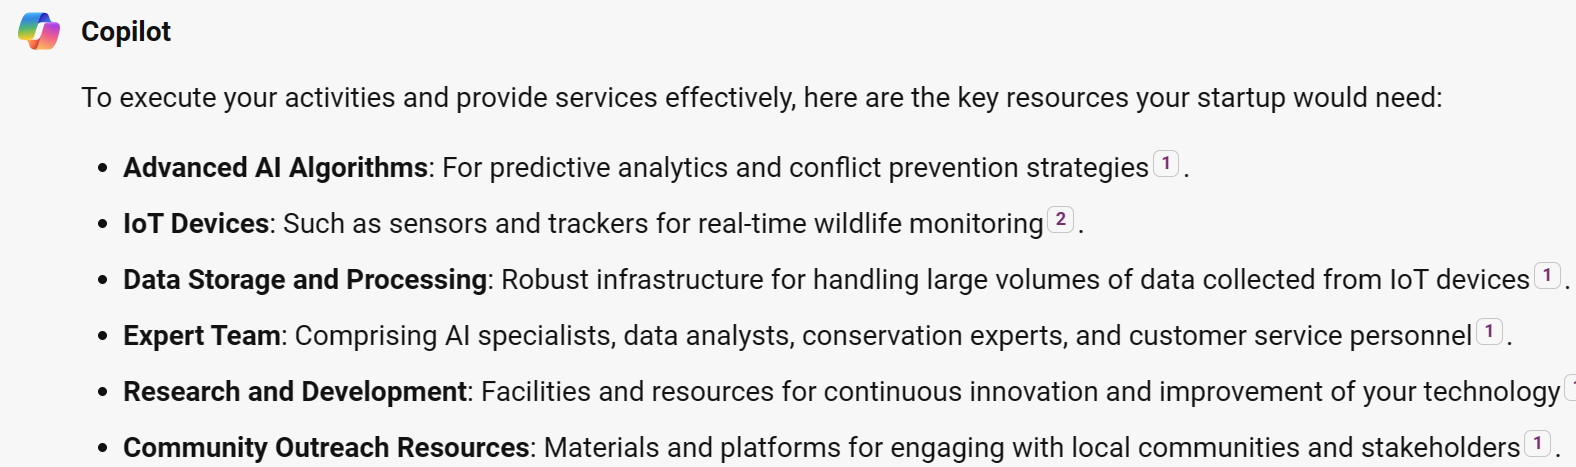 Copilot
To execute your activities and provide services effectively, here are the key resources your startup would need:
• Advanced AI Algorithms: For predictive analytics and conflict prevention strategies 1 .
• IoT Devices: Such as sensors and trackers for real-time wildlife monitoring 2 .
• Data Storage and Processing: Robust infrastructure for handling large volumes of data collected from IoT devices 1 .
• Expert Team: Comprising AI specialists, data analysts, conservation experts, and customer service personnel 1 .
• Research and Development: Facilities and resources for continuous innovation and improvement of your technology
• Community Outreach Resources: Materials and platforms for engaging with local communities and stakeholders 1 .